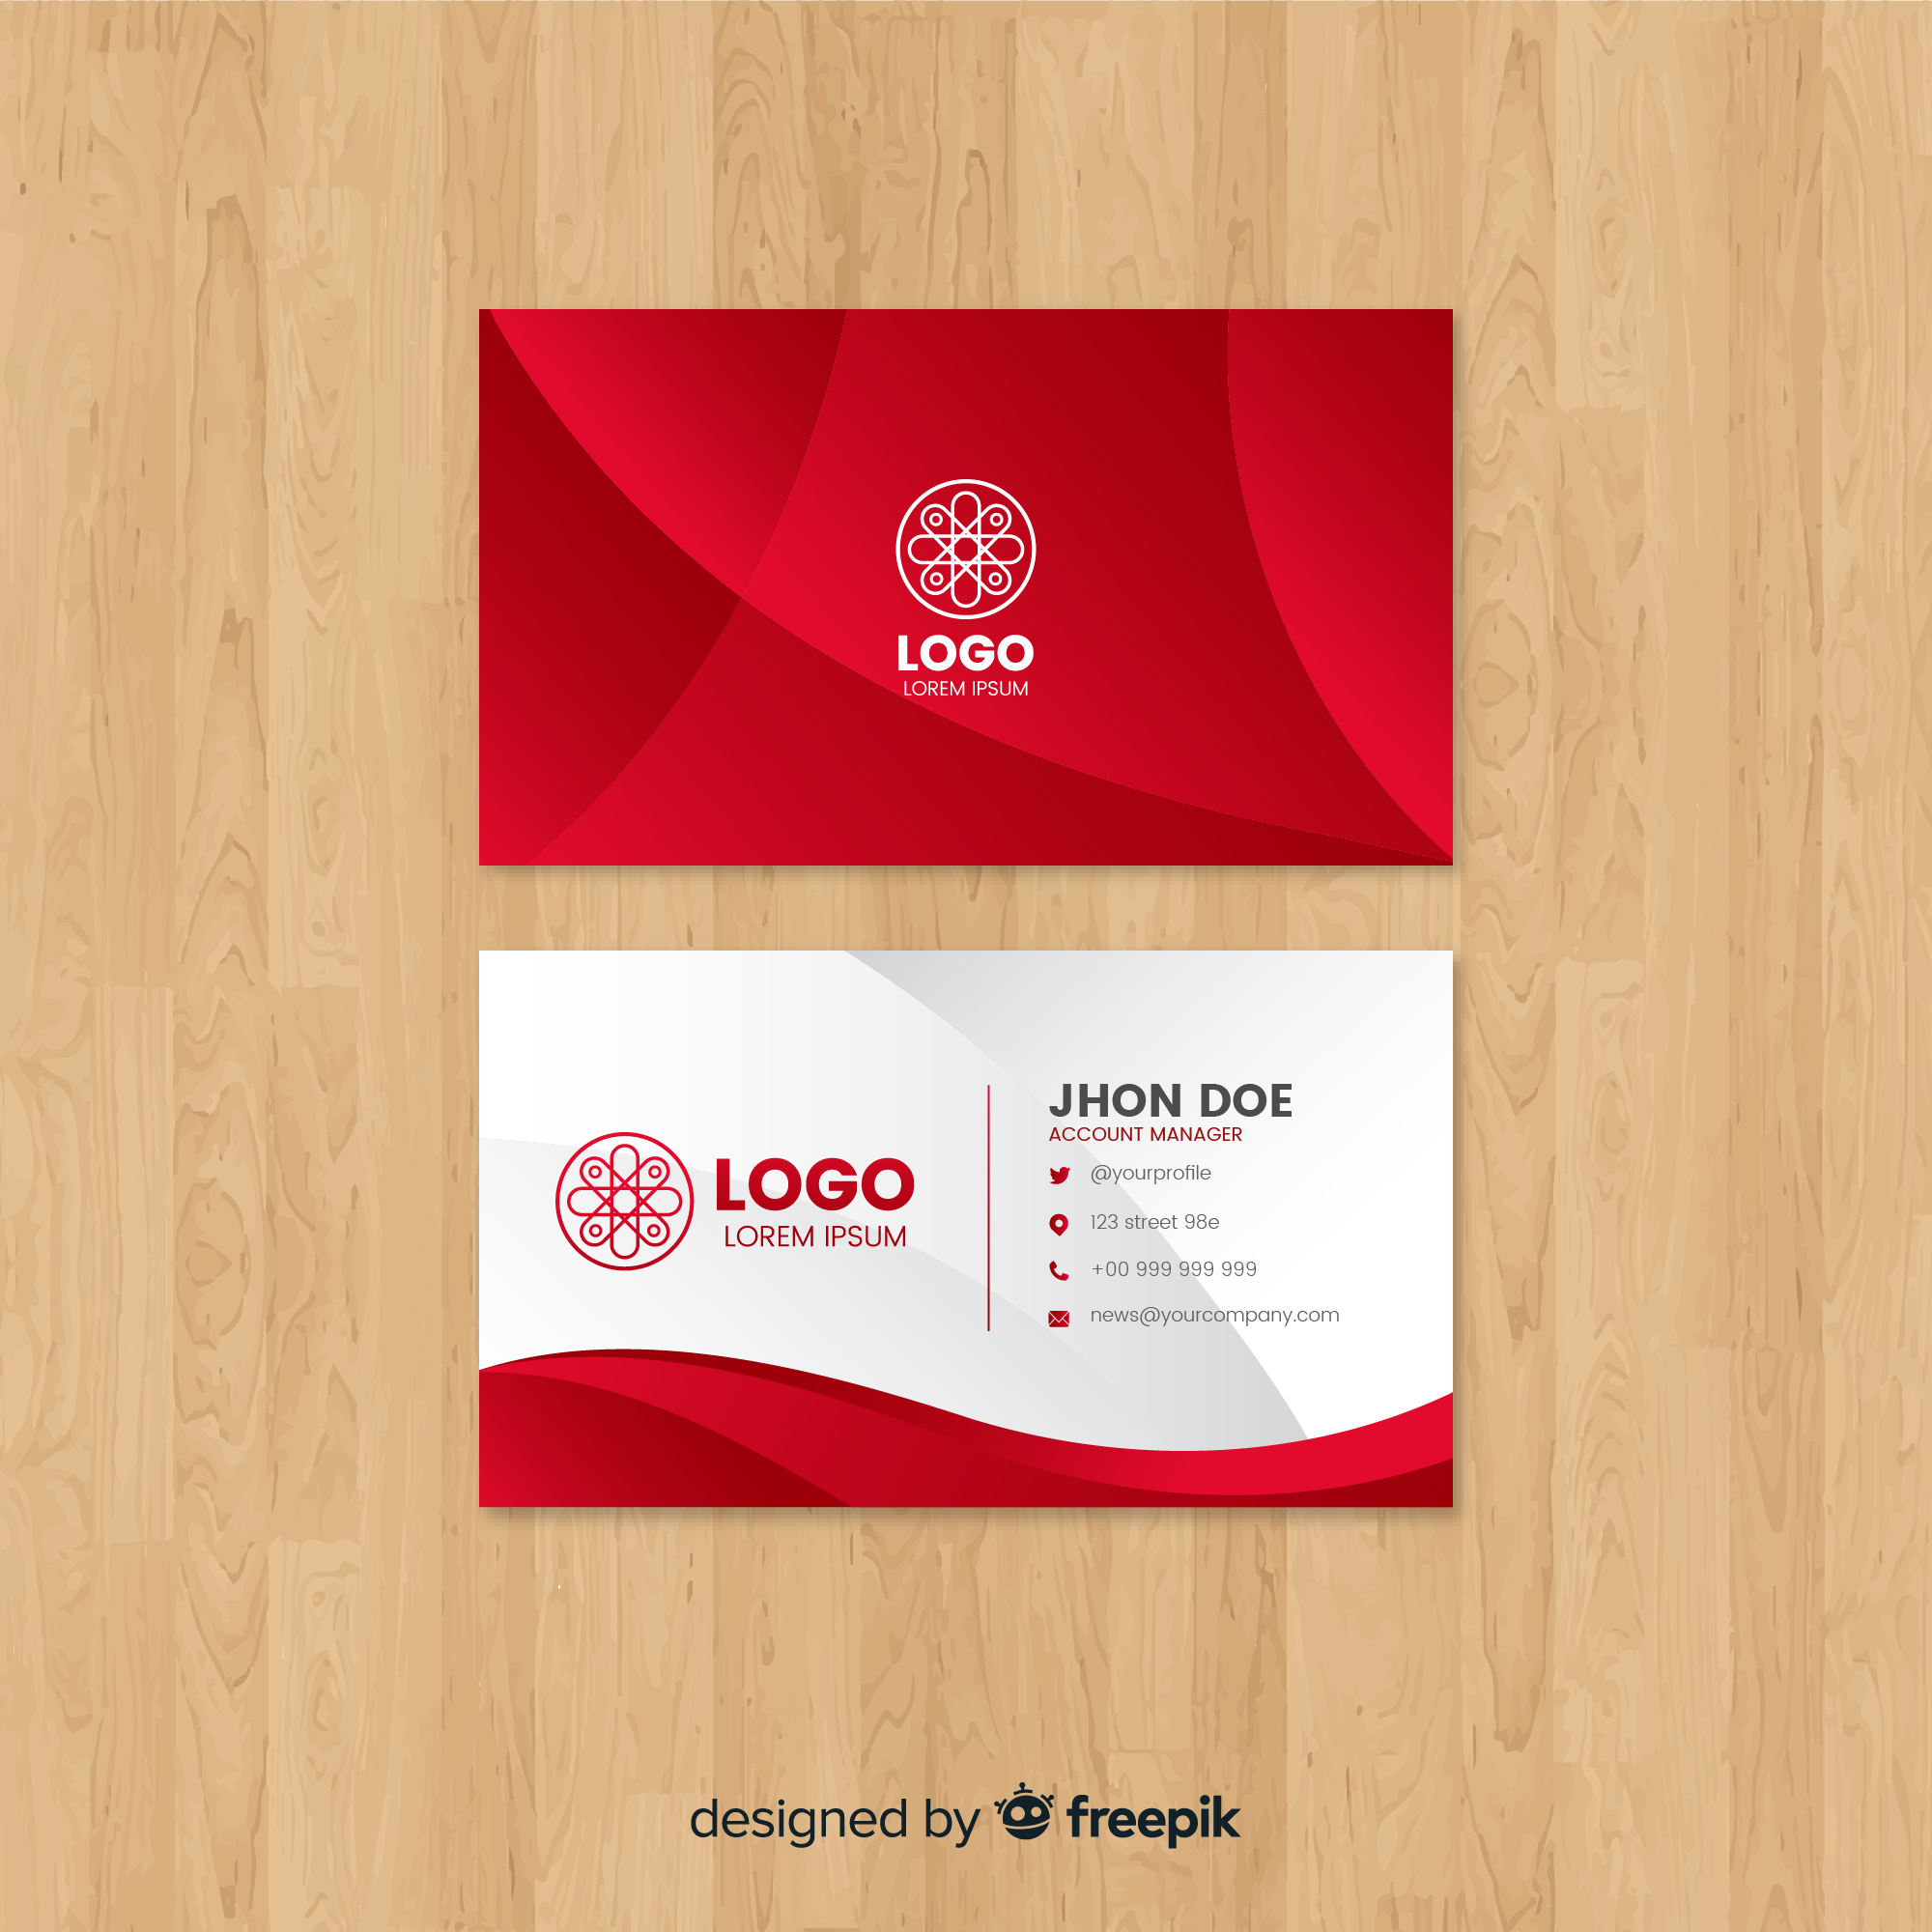 LOGO
LOREM IPSUM
LOGO
LOREM IPSUM
JHON DOE
ACCOUNT MANAGER
@yourprofile
123 street 98e
+00 999 999 999
news@yourcompany.com
designed by freepik